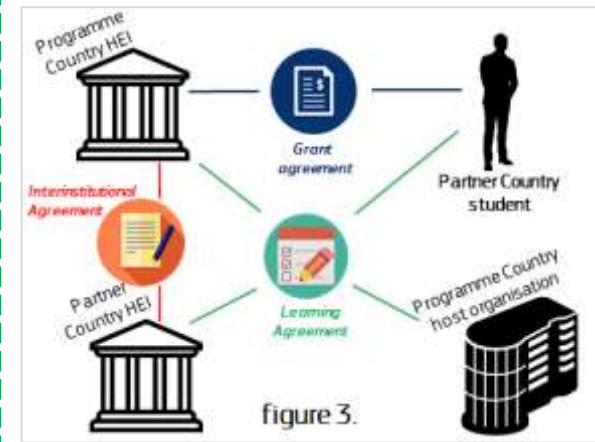 Programme
Country HEI
$
Grant
agreement
Partner Country
student
Interinstitutional
Agreement
Partner
Country HEI
Learning
Agreement
Programme Country
host organisation
figure 3.